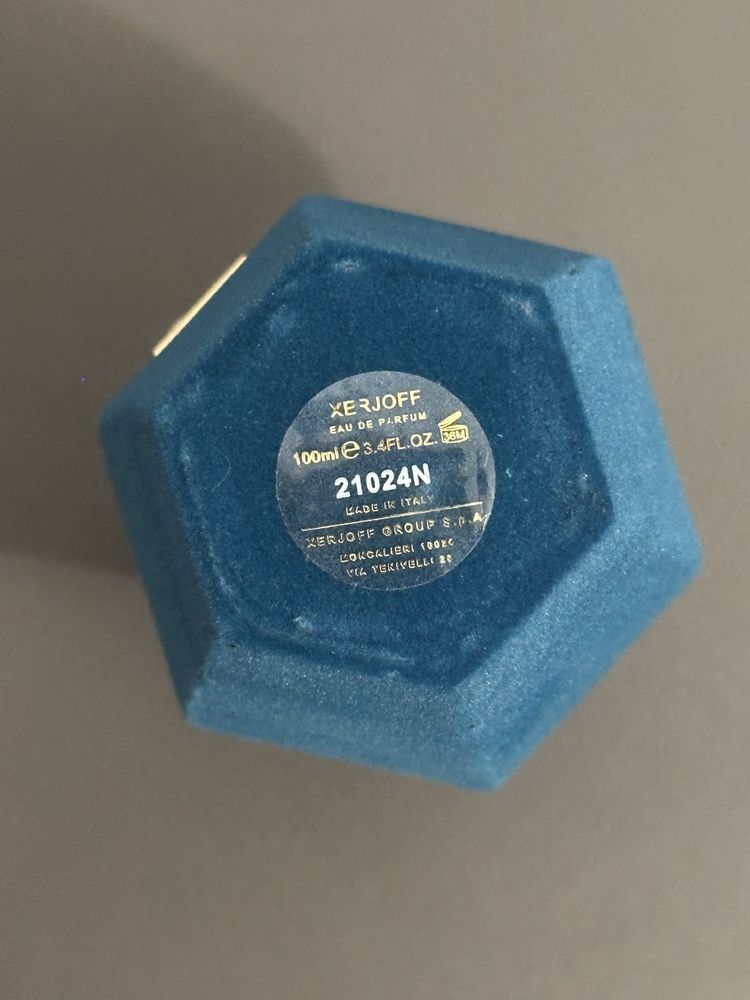 XERJOFF
EAU DE PARFUM
100ml e 3.4FL.OZ. 36M
21024N
MADE IN ITALY
XERJOFF GROUP S.p.A
MONCALIERI 10024
VIA TENIVELLI 28